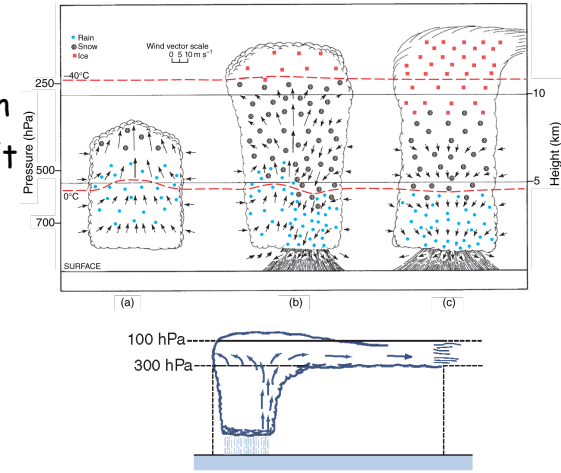 Rain
Snow
Ice
Wind vector scale
0 5 10 m s⁻¹
-40°C
250
10
Pressure (hPa)
Height (km)
500
5
0°C
700
SURFACE
(a)
(b)
(c)
100 hPa
300 hPa